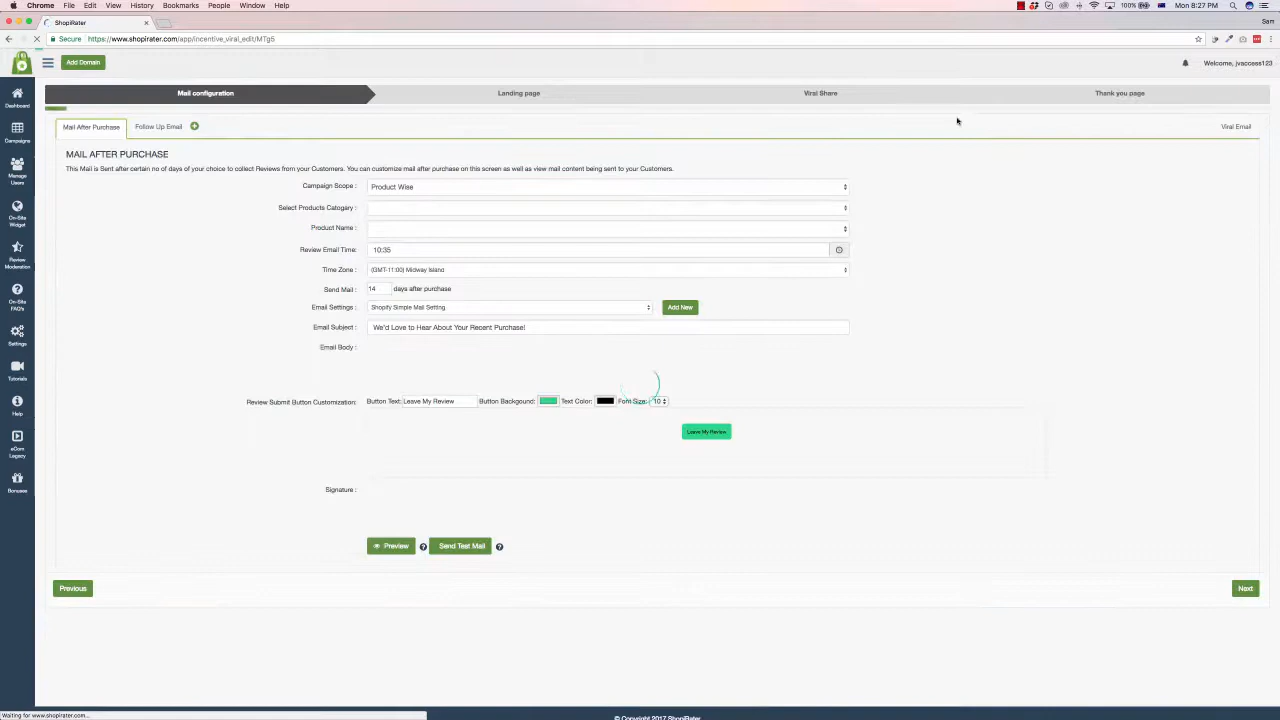 Chrome File Edit View History Bookmarks People Window Help 100% Mon 8:27 PM
ShopiRater Sam
Secure https://www.shopirater.com/app/incentive_viral_edit/MTg5
Add Domain Welcome, jvaccess123
Mail configuration Landing page Viral Share Thank you page
Dashboard
Campaigns
Manage Users
On-Site Widget
Review Moderation
On-Site FAQ's
Settings
Tutorials
Help
eCom Legacy
Bonuses
Mail After Purchase Follow Up Email Viral Email
MAIL AFTER PURCHASE
This Mail is Sent after certain no of days of your choice to collect Reviews from your Customers. You can customize mail after purchase on this screen as well as view mail content being sent to your Customers.
Campaign Scope : Product Wise
Select Products Catogary :
Product Name :
Review Email Time: 10:35
Time Zone : (GMT-11:00) Midway Island
Send Mail : 14 days after purchase
Email Settings : Shopify Simple Mail Setting Add New
Email Subject : We'd Love to Hear About Your Recent Purchase!
Email Body :
Review Submit Button Customization: Button Text: Leave My Review Button Backgound: Text Color: Font Size: 10
Leave My Review
Signature :
Preview Send Test Mail
Previous Next
Waiting for www.shopirater.com...
© Copyright 2017 ShopiRater